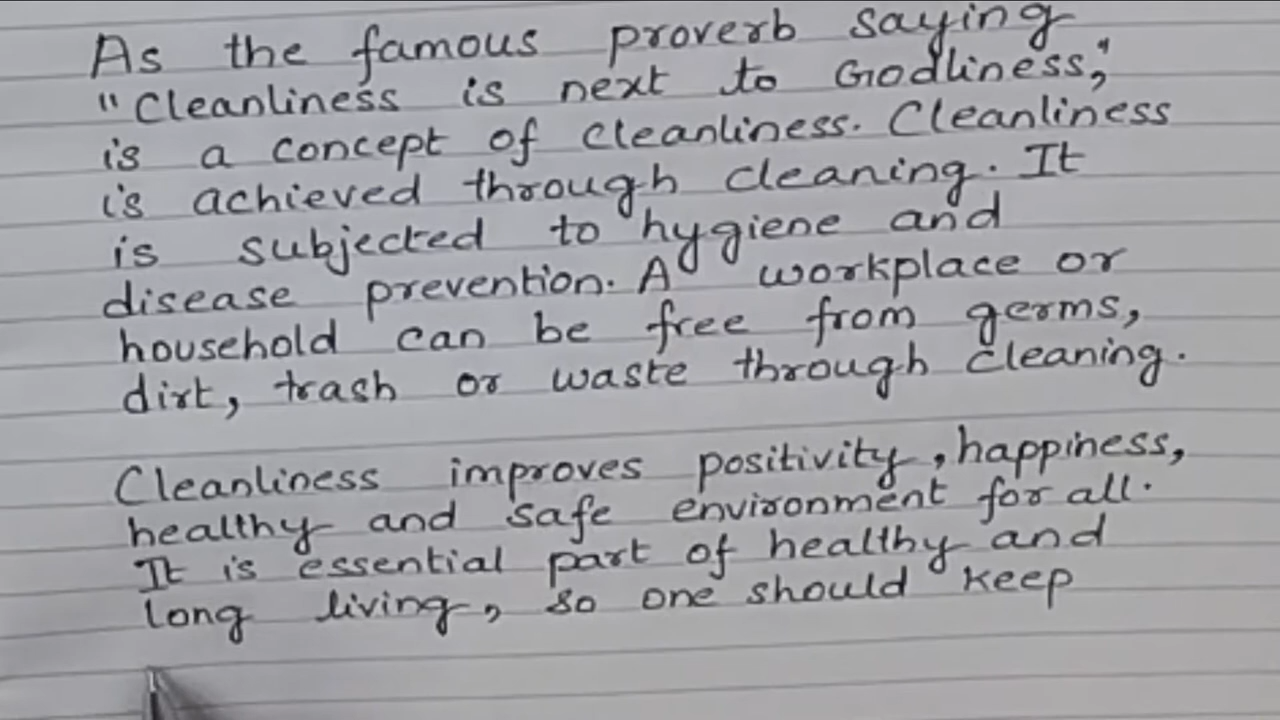 As the famous proverb saying
"Cleanliness is next to Godliness,"
is a concept of cleanliness. Cleanliness
is achieved through cleaning. It
is subjected to hygiene and
disease prevention. A workplace or
household can be free from germs,
dirt, trash or waste through cleaning.
Cleanliness improves positivity, happiness,
healthy and safe environment for all.
It is essential part of healthy and
long living, so one should keep